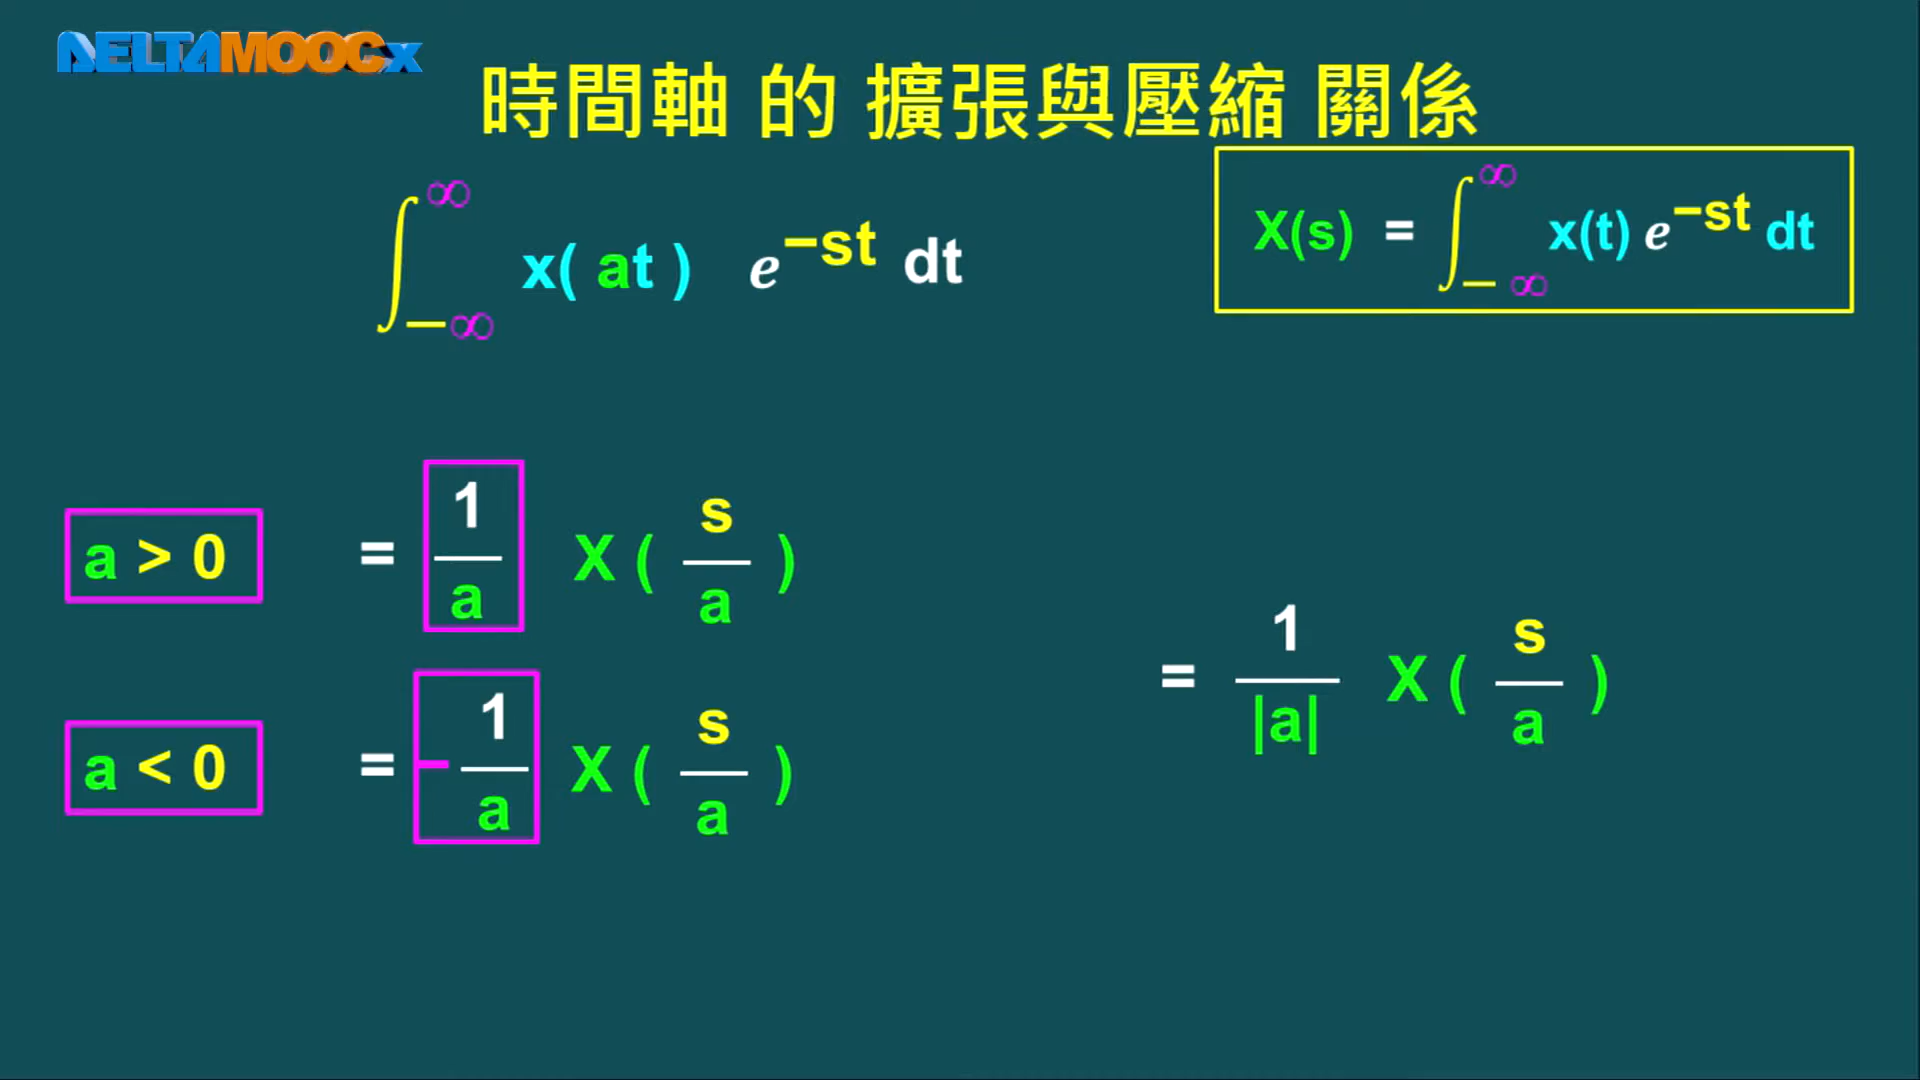 DELTAMOOCx
時間軸 的 擴張與壓縮 關係
∫_{−∞}^{∞} x( at ) e^{−st} dt
X(s) = ∫_{−∞}^{∞} x(t) e^{−st} dt
a > 0 = 1/a X ( s/a )
a < 0 = −1/a X ( s/a )
= 1/|a| X ( s/a )